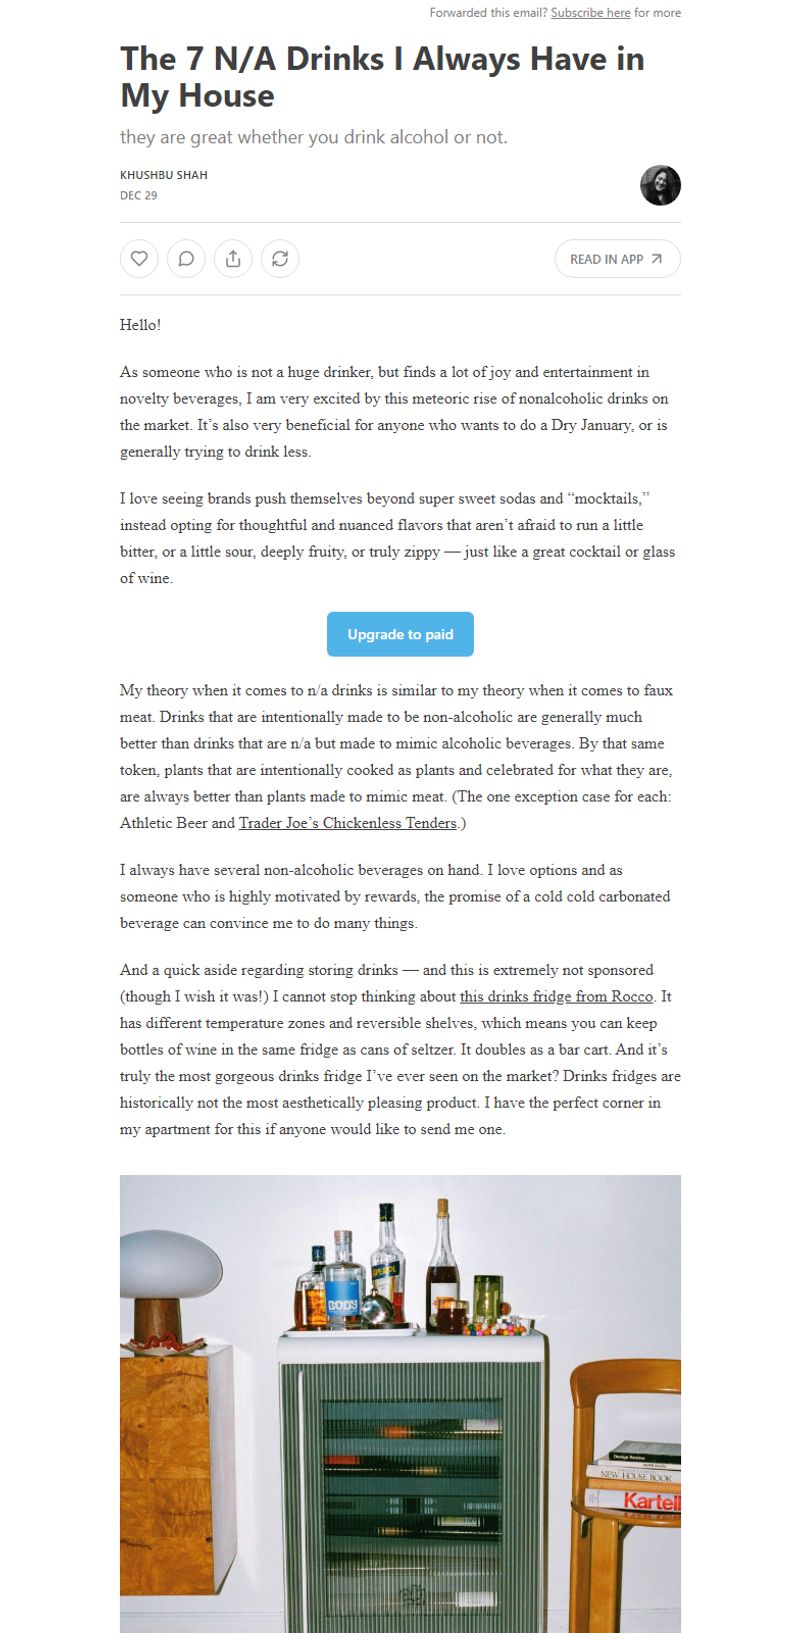 Forwarded this email? Subscribe here for more
The 7 N/A Drinks I Always Have in
My House
they are great whether you drink alcohol or not.
KHUSHBU SHAH
DEC 29
READ IN APP
Hello!
As someone who is not a huge drinker, but finds a lot of joy and entertainment in
novelty beverages, I am very excited by this meteoric rise of nonalcoholic drinks on
the market. It’s also very beneficial for anyone who wants to do a Dry January, or is
generally trying to drink less.
I love seeing brands push themselves beyond super sweet sodas and “mocktails,”
instead opting for thoughtful and nuanced flavors that aren’t afraid to run a little
bitter, or a little sour, deeply fruity, or truly zippy — just like a great cocktail or glass
of wine.
Upgrade to paid
My theory when it comes to n/a drinks is similar to my theory when it comes to faux
meat. Drinks that are intentionally made to be non-alcoholic are generally much
better than drinks that are n/a but made to mimic alcoholic beverages. By that same
token, plants that are intentionally cooked as plants and celebrated for what they are,
are always better than plants made to mimic meat. (The one exception case for each:
Athletic Beer and Trader Joe’s Chickenless Tenders.)
I always have several non-alcoholic beverages on hand. I love options and as
someone who is highly motivated by rewards, the promise of a cold cold carbonated
beverage can convince me to do many things.
And a quick aside regarding storing drinks — and this is extremely not sponsored
(though I wish it was!) I cannot stop thinking about this drinks fridge from Rocco. It
has different temperature zones and reversible shelves, which means you can keep
bottles of wine in the same fridge as cans of seltzer. It doubles as a bar cart. And it’s
truly the most gorgeous drinks fridge I’ve ever seen on the market? Drinks fridges are
historically not the most aesthetically pleasing product. I have the perfect corner in
my apartment for this if anyone would like to send me one.
APEROL
BODY
Design Review
NEW HOUSE BOOK
Kartell